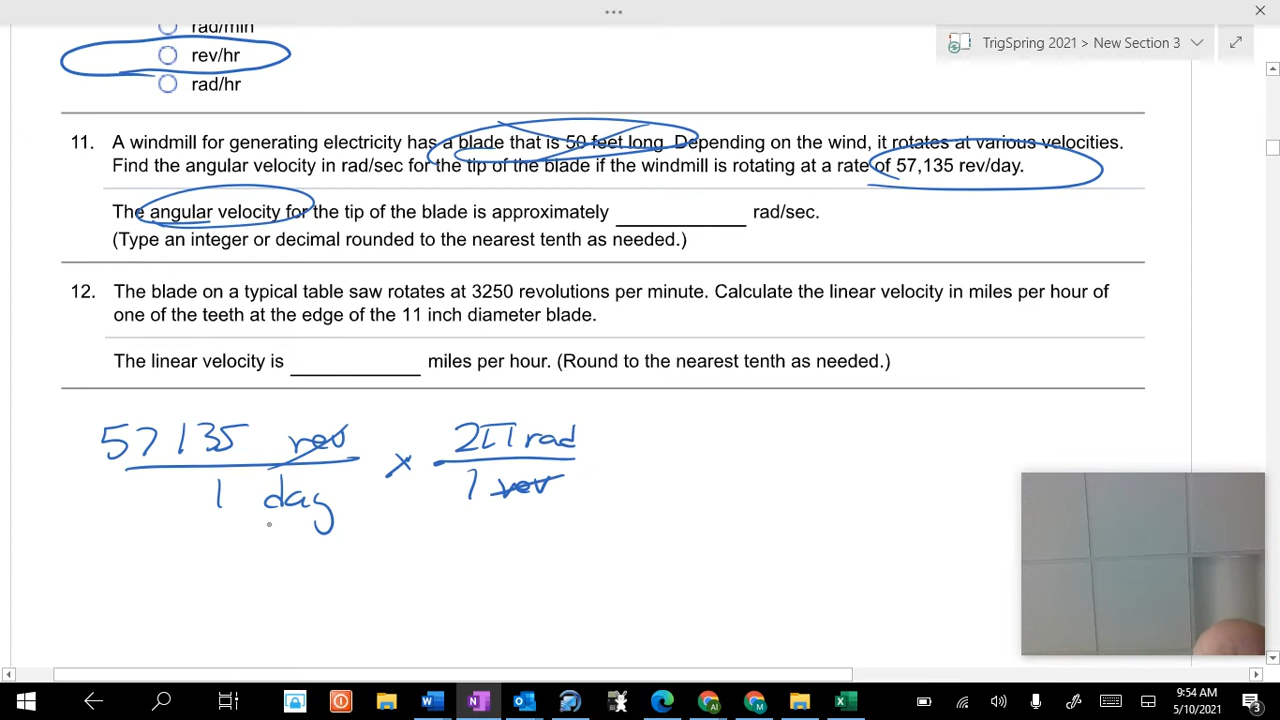 rad/min
TrigSpring 2021 > New Section 3
rev/hr
rad/hr
11. A windmill for generating electricity has a blade that is 50 feet long. Depending on the wind, it rotates at various velocities.
Find the angular velocity in rad/sec for the tip of the blade if the windmill is rotating at a rate of 57,135 rev/day.
The angular velocity for the tip of the blade is approximately ____________ rad/sec.
(Type an integer or decimal rounded to the nearest tenth as needed.)
12. The blade on a typical table saw rotates at 3250 revolutions per minute. Calculate the linear velocity in miles per hour of
one of the teeth at the edge of the 11 inch diameter blade.
The linear velocity is ____________ miles per hour. (Round to the nearest tenth as needed.)
57135 rev × 2π rad
1 day 1 rev
9:54 AM
5/10/2021